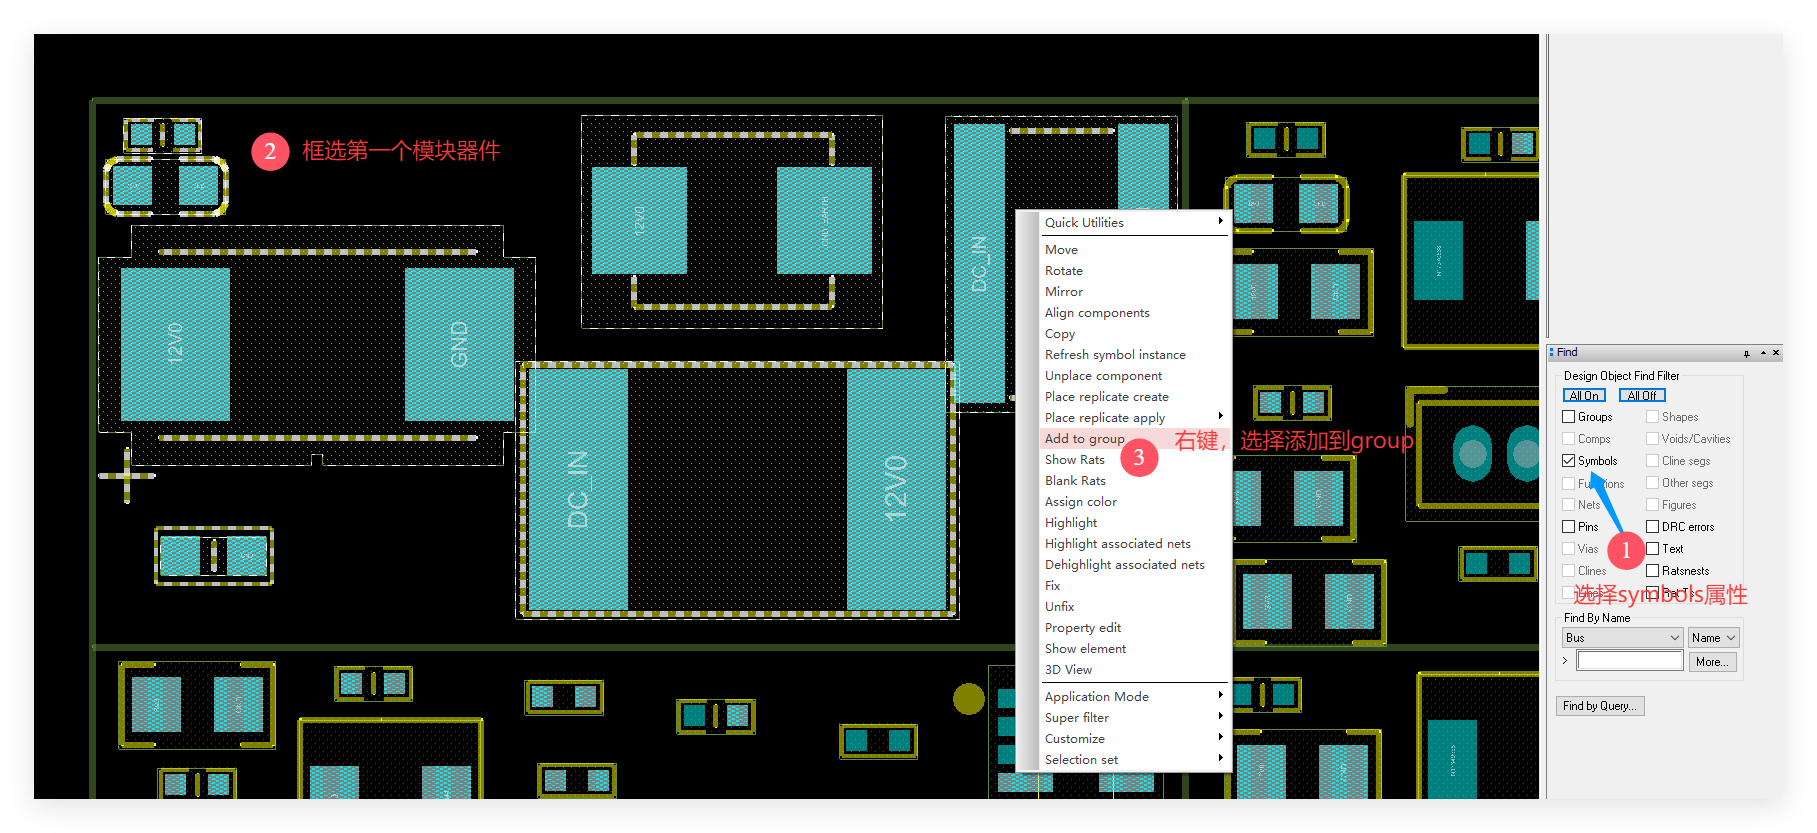 2 框选第一个模块器件
12V0
GND
12V0
DC_IN
DC_IN
12V0
Quick Utilities
Move
Rotate
Mirror
Align components
Copy
Refresh symbol instance
Unplace component
Place replicate create
Place replicate apply
Add to group
Show Rats
Blank Rats
Assign color
Highlight
Highlight associated nets
Dehighlight associated nets
Fix
Unfix
Property edit
Show element
3D View
Application Mode
Super filter
Customize
Selection set
3 右键，选择添加到group
Find
Design Object Find Filter
All On All Off
Groups Shapes
Comps Voids/Cavities
Symbols Cline segs
Other segs
Nets Figures
Pins DRC errors
Vias Text
Clines Ratsnests
1
选择symbols属性
Find By Name
Bus Name
> More...
Find by Query...